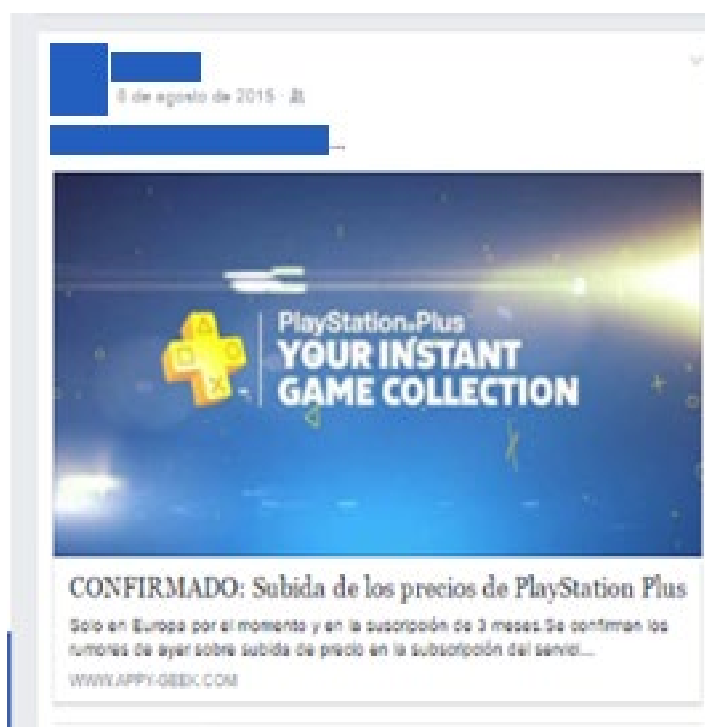 8 de agosto de 2015 ·
...
PlayStation®Plus
YOUR INSTANT
GAME COLLECTION
CONFIRMADO: Subida de los precios de PlayStation Plus
Solo en Europa por el momento y en la suscripción de 3 meses.Se confirman los
rumores de ayer sobre subida de precio en la subscripción del servici...
WWW.APPY-GEEK.COM